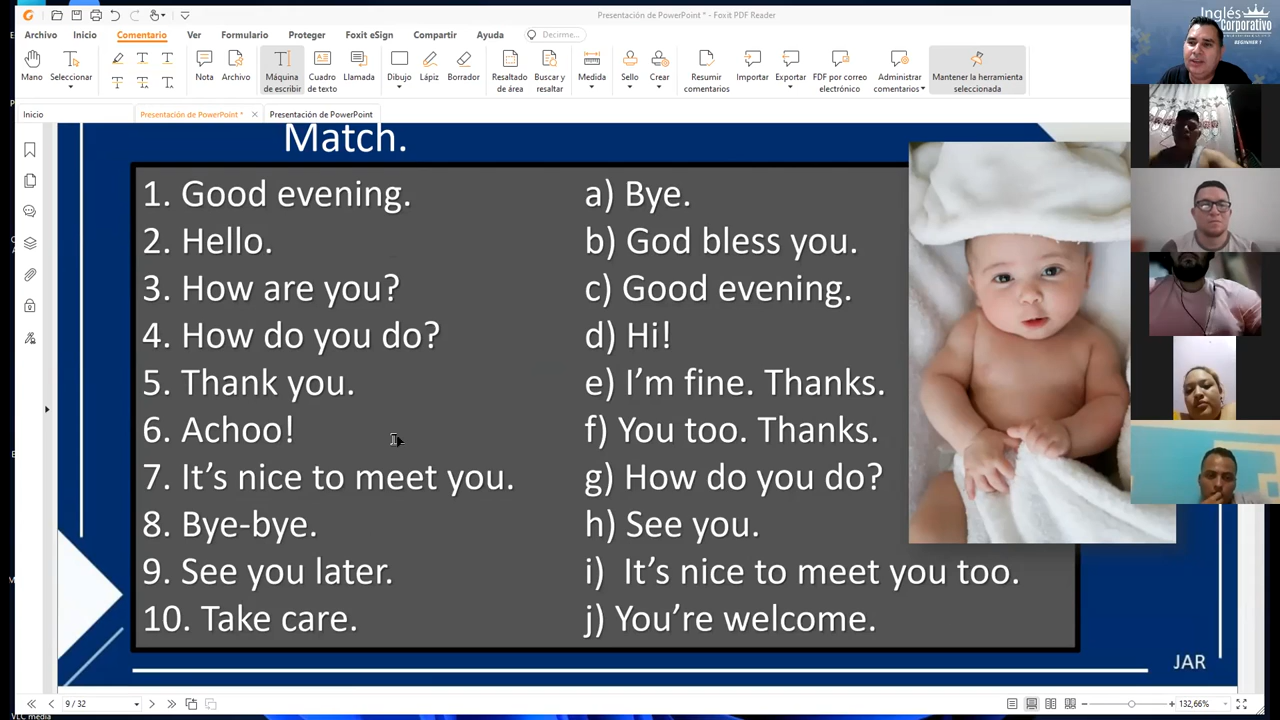 Presentación de PowerPoint * - Foxit PDF Reader
Archivo Inicio Comentario Ver Formulario Proteger Foxit eSign Compartir Ayuda Decirme...
Mano Seleccionar Nota Archivo Máquina de escribir Cuadro de texto Llamada Dibujo Lápiz Borrador Resaltado de área Buscar y resaltar Medida Sello Crear Resumir comentarios Importar Exportar PDF por correo electrónico Administrar comentarios Mantener la herramienta seleccionada
Inicio Presentación de PowerPoint * Presentación de PowerPoint
Match.
1. Good evening.
2. Hello.
3. How are you?
4. How do you do?
5. Thank you.
6. Achoo!
7. It's nice to meet you.
8. Bye-bye.
9. See you later.
10. Take care.
a) Bye.
b) God bless you.
c) Good evening.
d) Hi!
e) I'm fine. Thanks.
f) You too. Thanks.
g) How do you do?
h) See you.
i) It's nice to meet you too.
j) You're welcome.
JAR
Inglés
Corporativo
BEGINNER 1
9 / 32
132,66%
VLC media